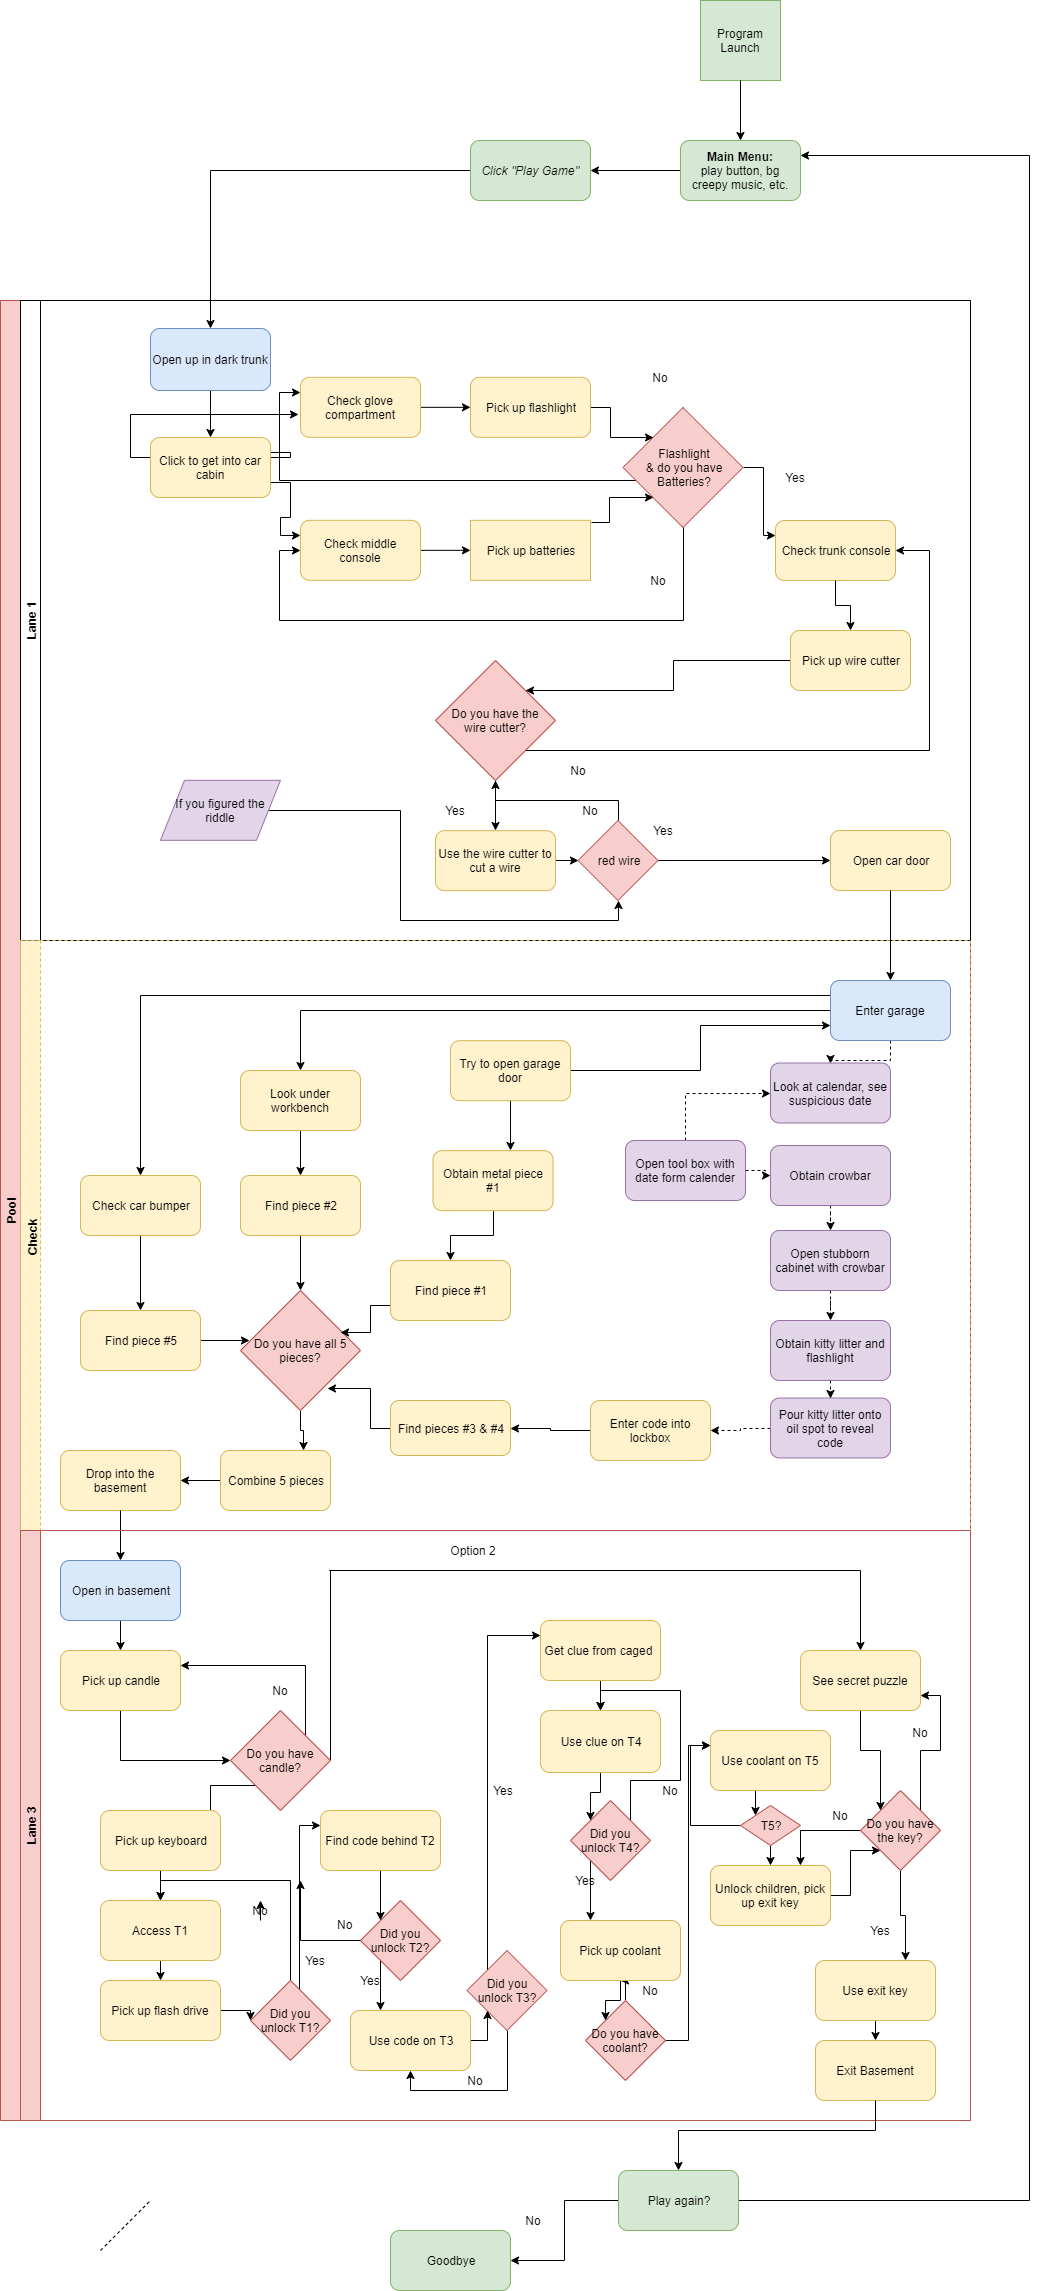 Program
Launch
Main Menu:
play button, bg
creepy music, etc.
Click "Play Game"
Pool
Lane 1
Open up in dark trunk
Click to get into car
cabin
Check glove
compartment
Pick up flashlight
No
Flashlight
& do you have
Batteries?
Yes
Check middle
console
Pick up batteries
No
Check trunk console
Pick up wire cutter
Do you have the
wire cutter?
No
If you figured the
riddle
Yes
No
Yes
Use the wire cutter to
cut a wire
red wire
Open car door
Check
Enter garage
Try to open garage
door
Look under
workbench
Look at calendar, see
suspicious date
Open tool box with
date form calender
Obtain metal piece
#1
Obtain crowbar
Check car bumper
Find piece #2
Open stubborn
cabinet with crowbar
Find piece #1
Find piece #5
Do you have all 5
pieces?
Obtain kitty litter and
flashlight
Find pieces #3 & #4
Enter code into
lockbox
Pour kitty litter onto
oil spot to reveal
code
Drop into the
basement
Combine 5 pieces
Lane 3
Option 2
Open in basement
Pick up candle
No
Do you have
candle?
Get clue from caged
See secret puzzle
Use clue on T4
No
Use coolant on T5
Yes
No
Pick up keyboard
Find code behind T2
Did you
unlock T4?
T5?
No
Do you have
the key?
Yes
Unlock children, pick
up exit key
Access T1
No
No
Did you
unlock T2?
Yes
Pick up coolant
Yes
Yes
Did you
unlock T3?
No
Use exit key
Pick up flash drive
Did you
unlock T1?
Use code on T3
Do you have
coolant?
No
Exit Basement
Play again?
No
Goodbye